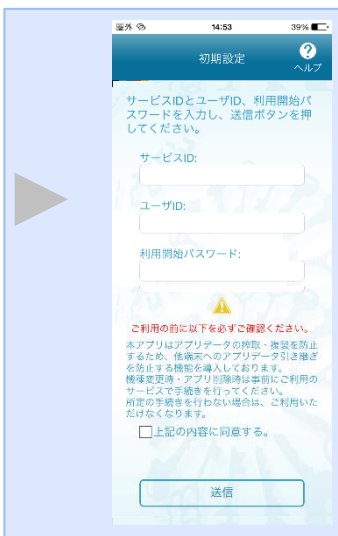 圏外
14:53
39%
初期設定
?
ヘルプ
サービスIDとユーザID、利用開始パ
スワードを入力し、送信ボタンを押
してください。
サービスID:
ユーザID:
利用開始パスワード:
ご利用の前に以下を必ずご確認ください。
本アプリはアプリデータの搾取・複製を防止
するため、他端末へのアプリデータ引き継ぎ
を防止する機能を導入しております。
機種変更時・アプリ削除時は事前にご利用の
サービスで手続きを行ってください。
所定の手続きを行わない場合は、ご利用いた
だけなくなります。
上記の内容に同意する。
送信